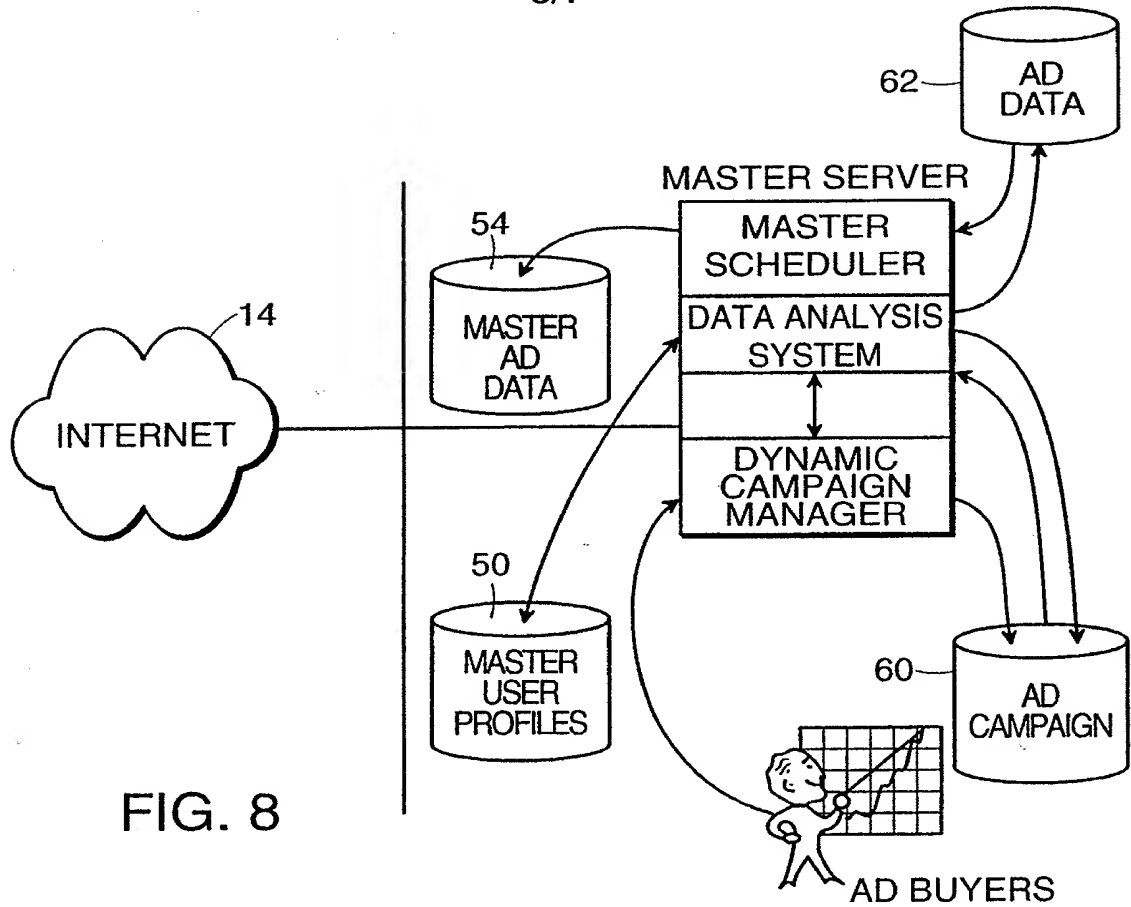 62
AD
DATA
MASTER SERVER
54
MASTER
SCHEDULER
14
MASTER
AD
DATA
DATA ANALYSIS
SYSTEM
INTERNET
DYNAMIC
CAMPAIGN
MANAGER
50
MASTER
USER
PROFILES
60
AD
CAMPAIGN
FIG. 8
AD BUYERS